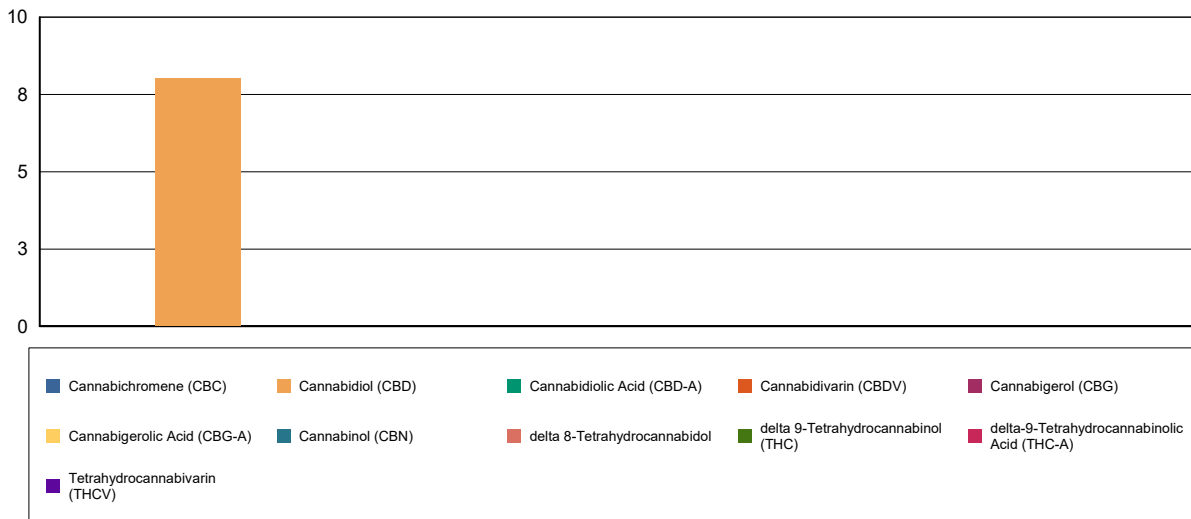 10
8
5
3
0
Cannabichromene (CBC)
Cannabidiol (CBD)
Cannabidiolic Acid (CBD-A)
Cannabidivarin (CBDV)
Cannabigerol (CBG)
Cannabigerolic Acid (CBG-A)
Cannabinol (CBN)
delta 8-Tetrahydrocannabidol
delta 9-Tetrahydrocannabinol
(THC)
delta-9-Tetrahydrocannabinolic
Acid (THC-A)
Tetrahydrocannabivarin
(THCV)